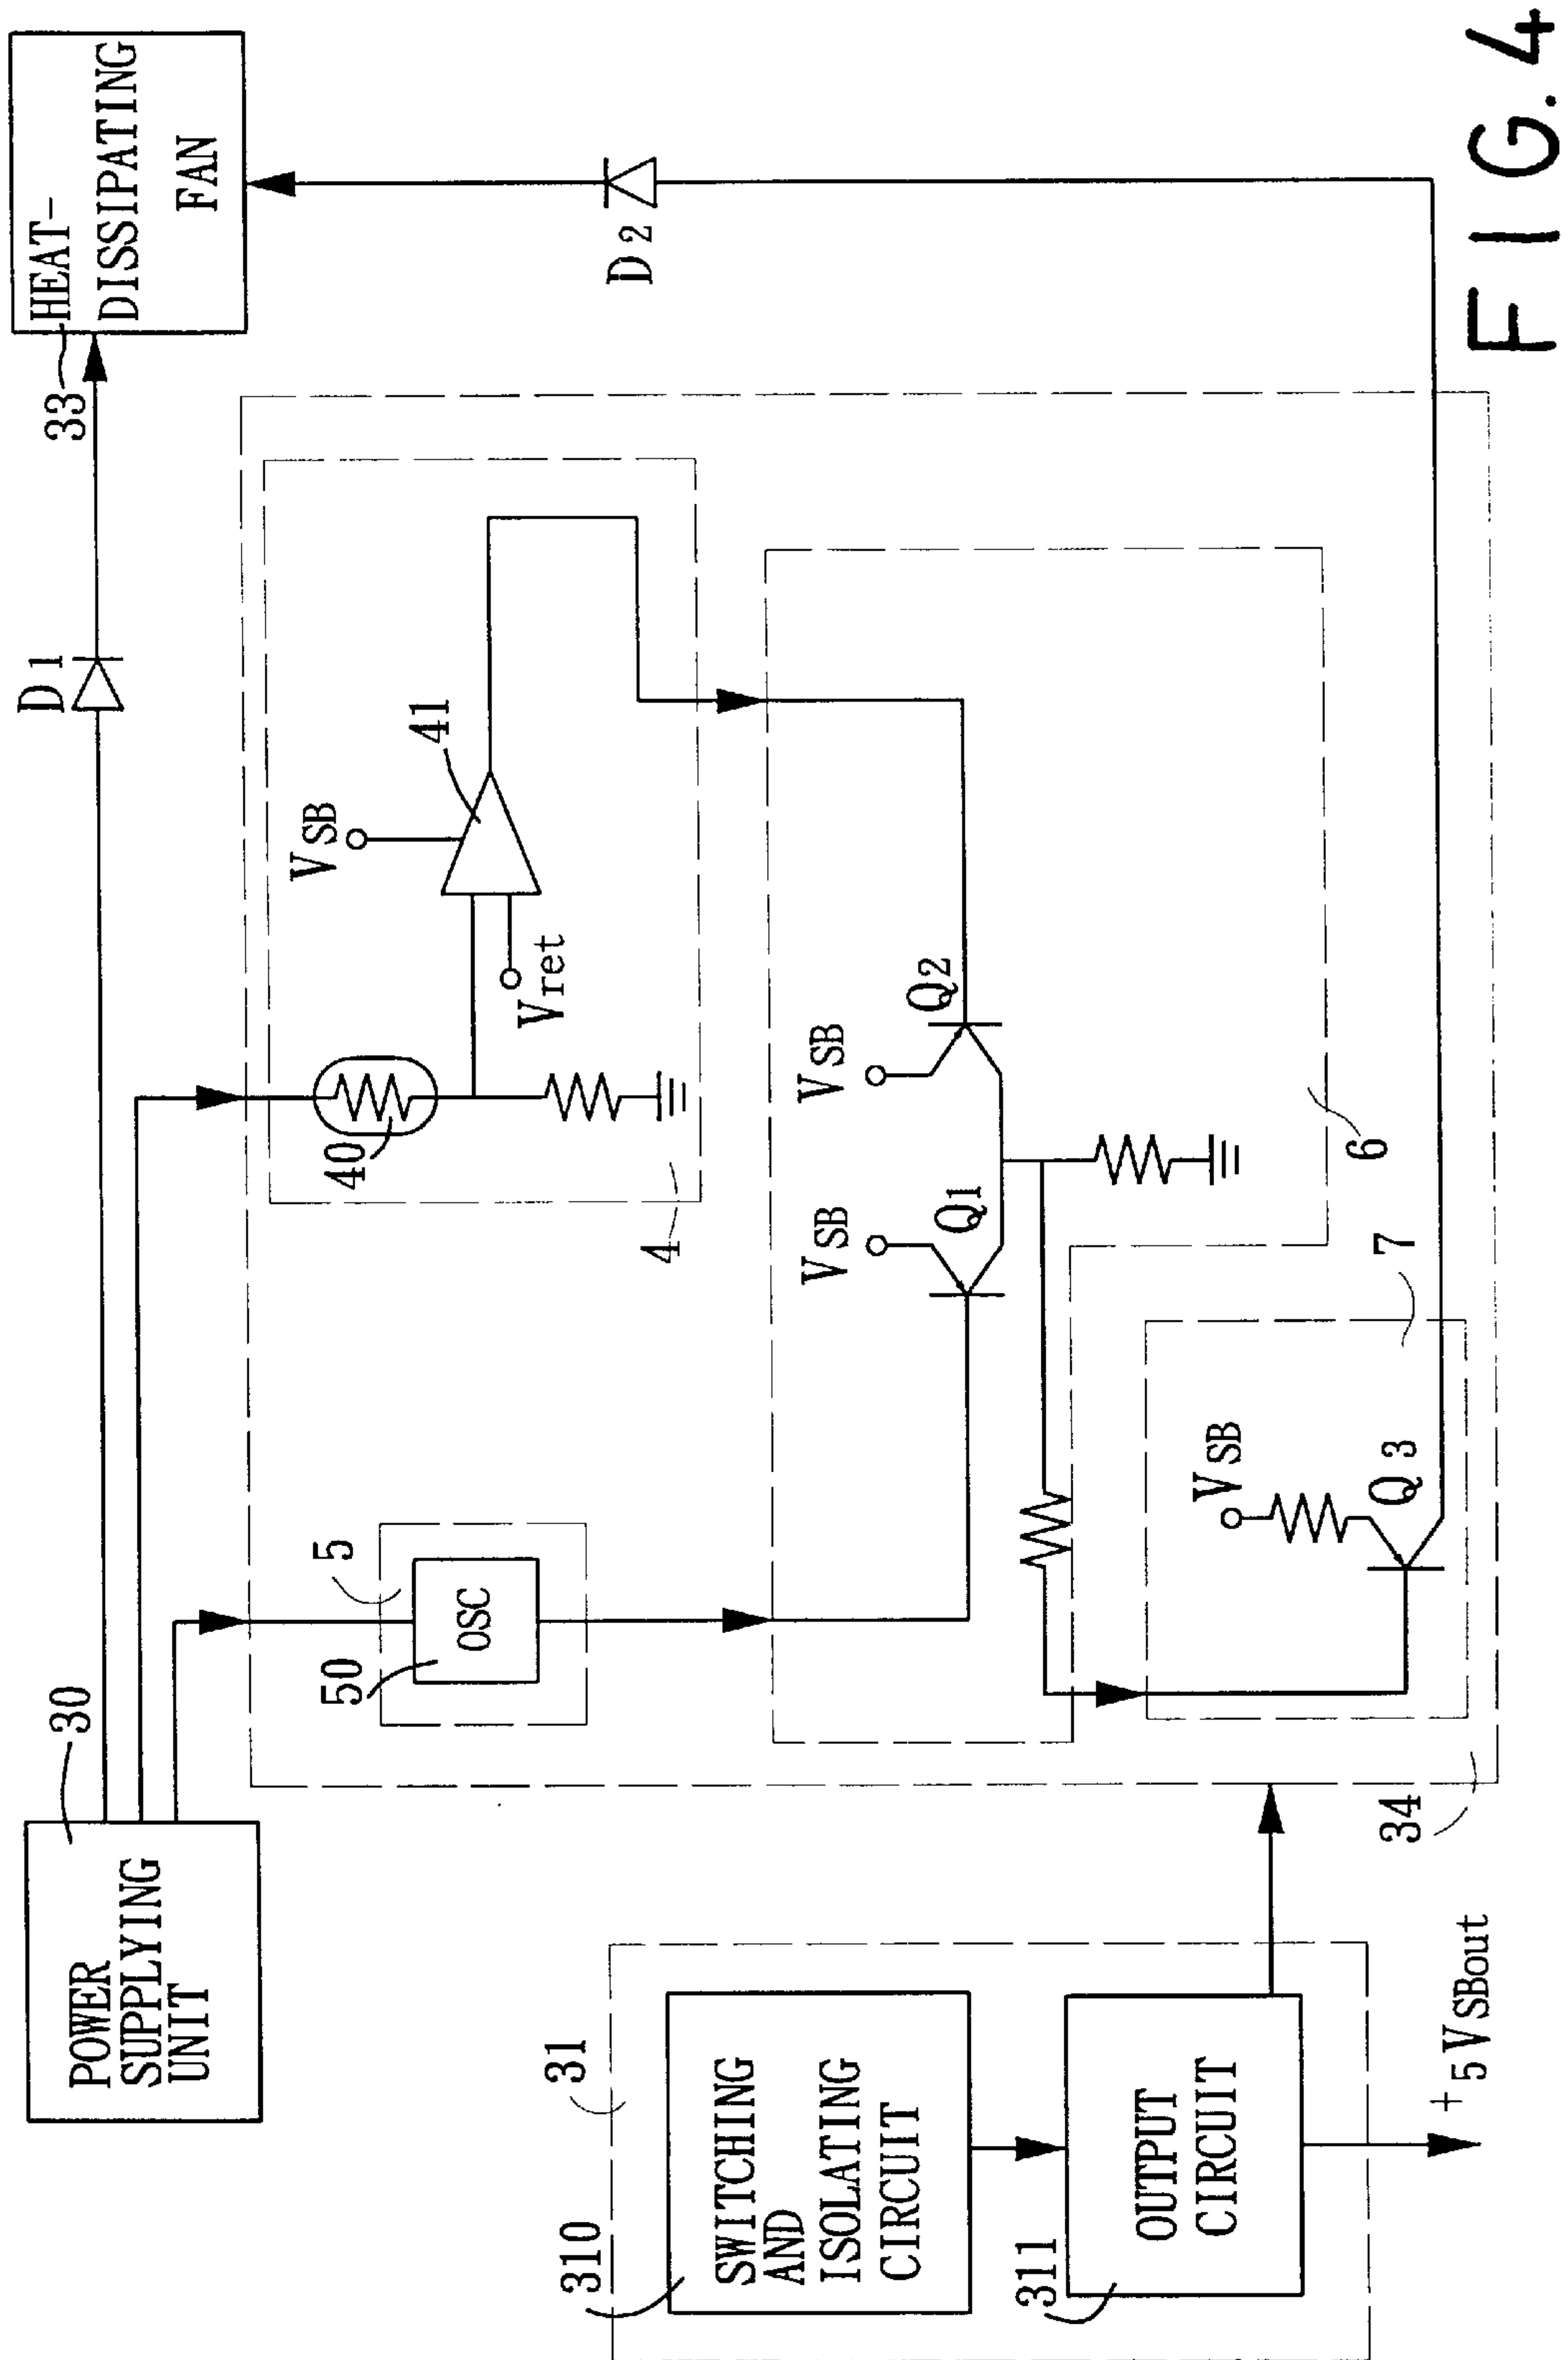 POWER
SUPPLYING
UNIT
30
D1
33
HEAT-
DISSIPATING
FAN
5
50
OSC
40
4
VSB
41
Vret
D2
VSB
Q1
VSB
Q2
6
7
VSB
Q3
34
31
310
SWITCHING
AND
ISOLATING
CIRCUIT
311
OUTPUT
CIRCUIT
+5VSBout
FIG. 4